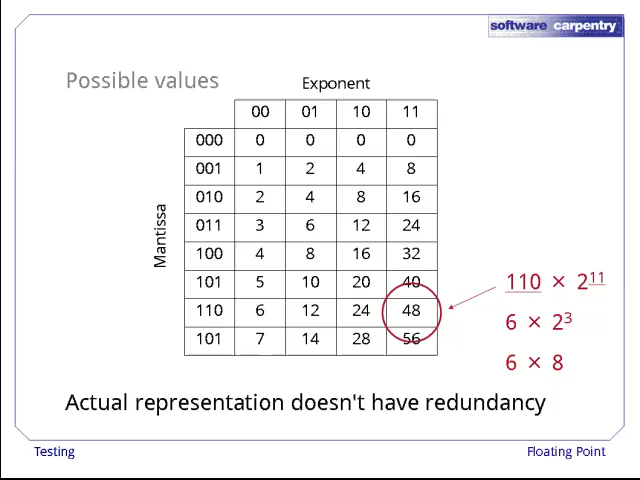 software carpentry
Possible values
Exponent
00 01 10 11
000 0 0 0 0
001 1 2 4 8
010 2 4 8 16
011 3 6 12 24
Mantissa
100 4 8 16 32
101 5 10 20 40
110 6 12 24 48
101 7 14 28 56
110 × 2^11
6 × 2^3
6 × 8
Actual representation doesn't have redundancy
Testing
Floating Point